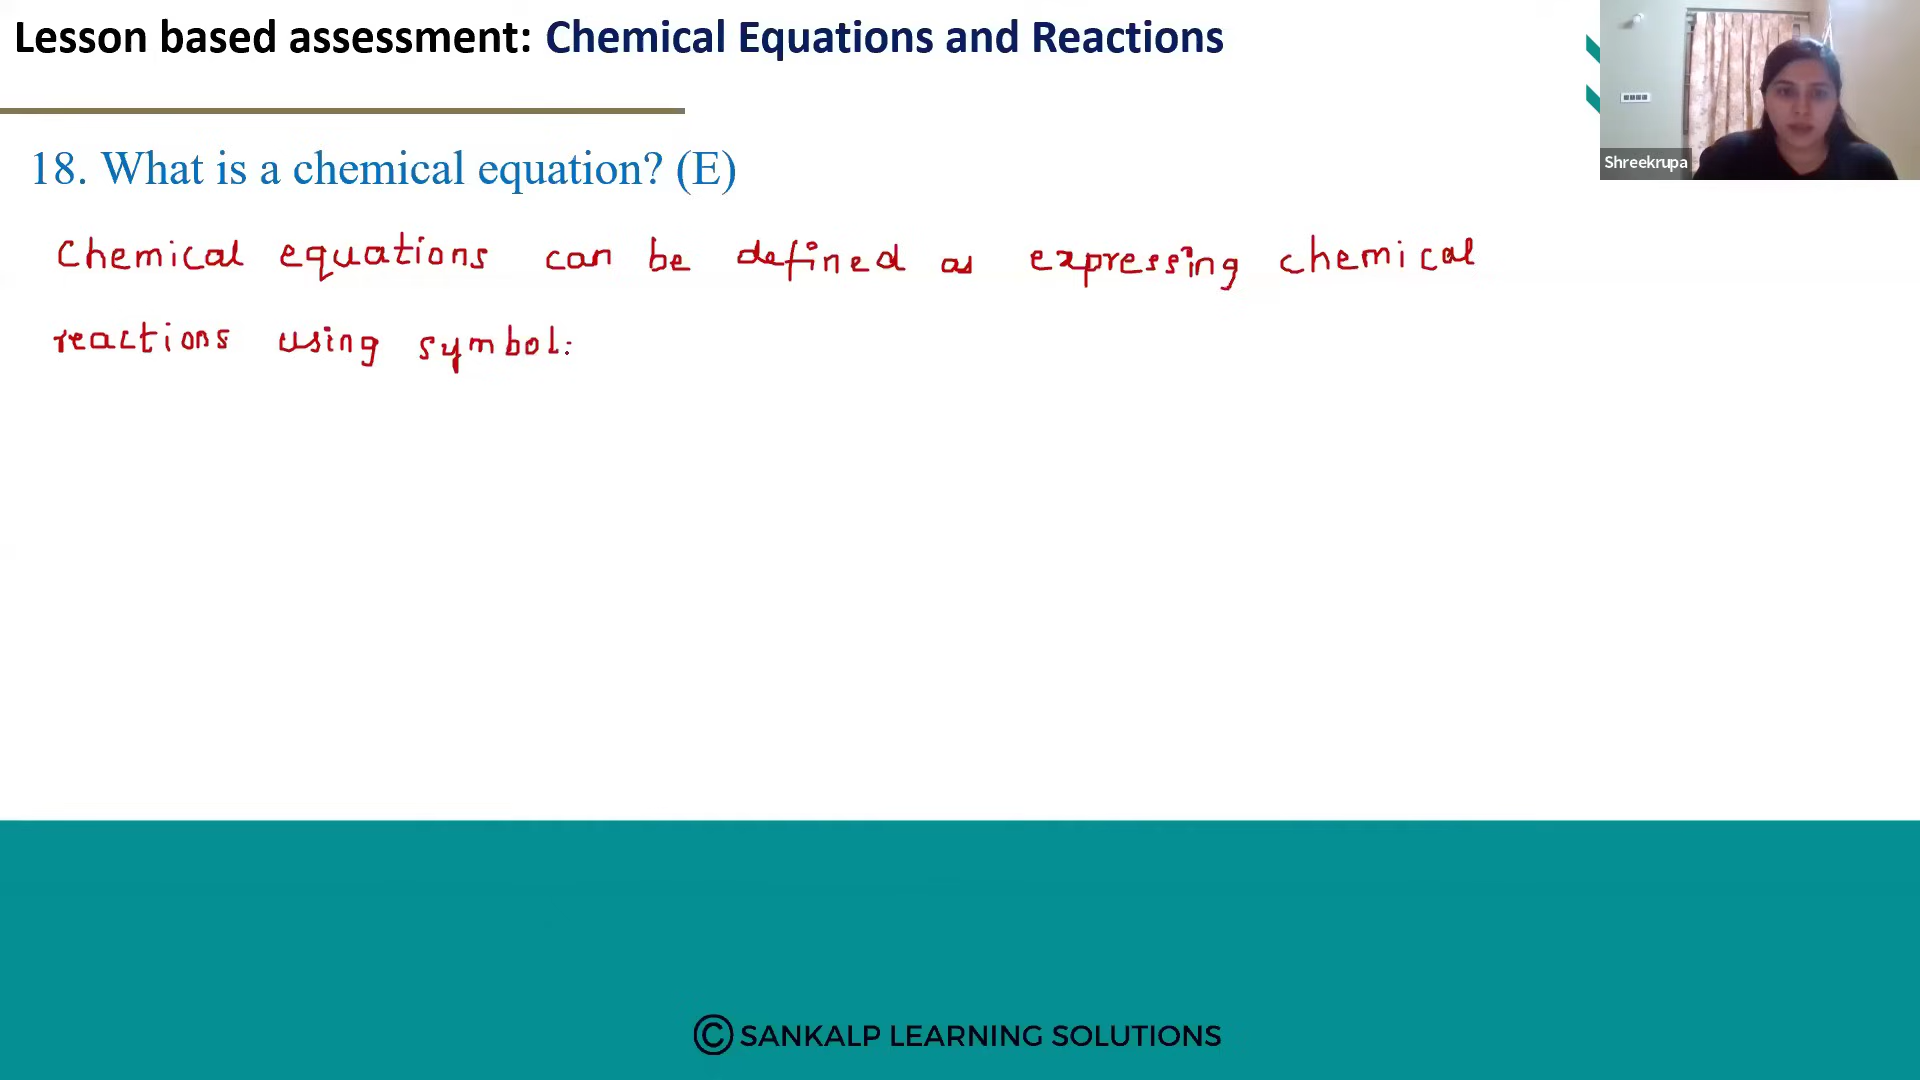 Lesson based assessment: Chemical Equations and Reactions
Shreekrupa
18. What is a chemical equation? (E)
Chemical equations can be defined as expressing chemical
reactions using symbol
© SANKALP LEARNING SOLUTIONS